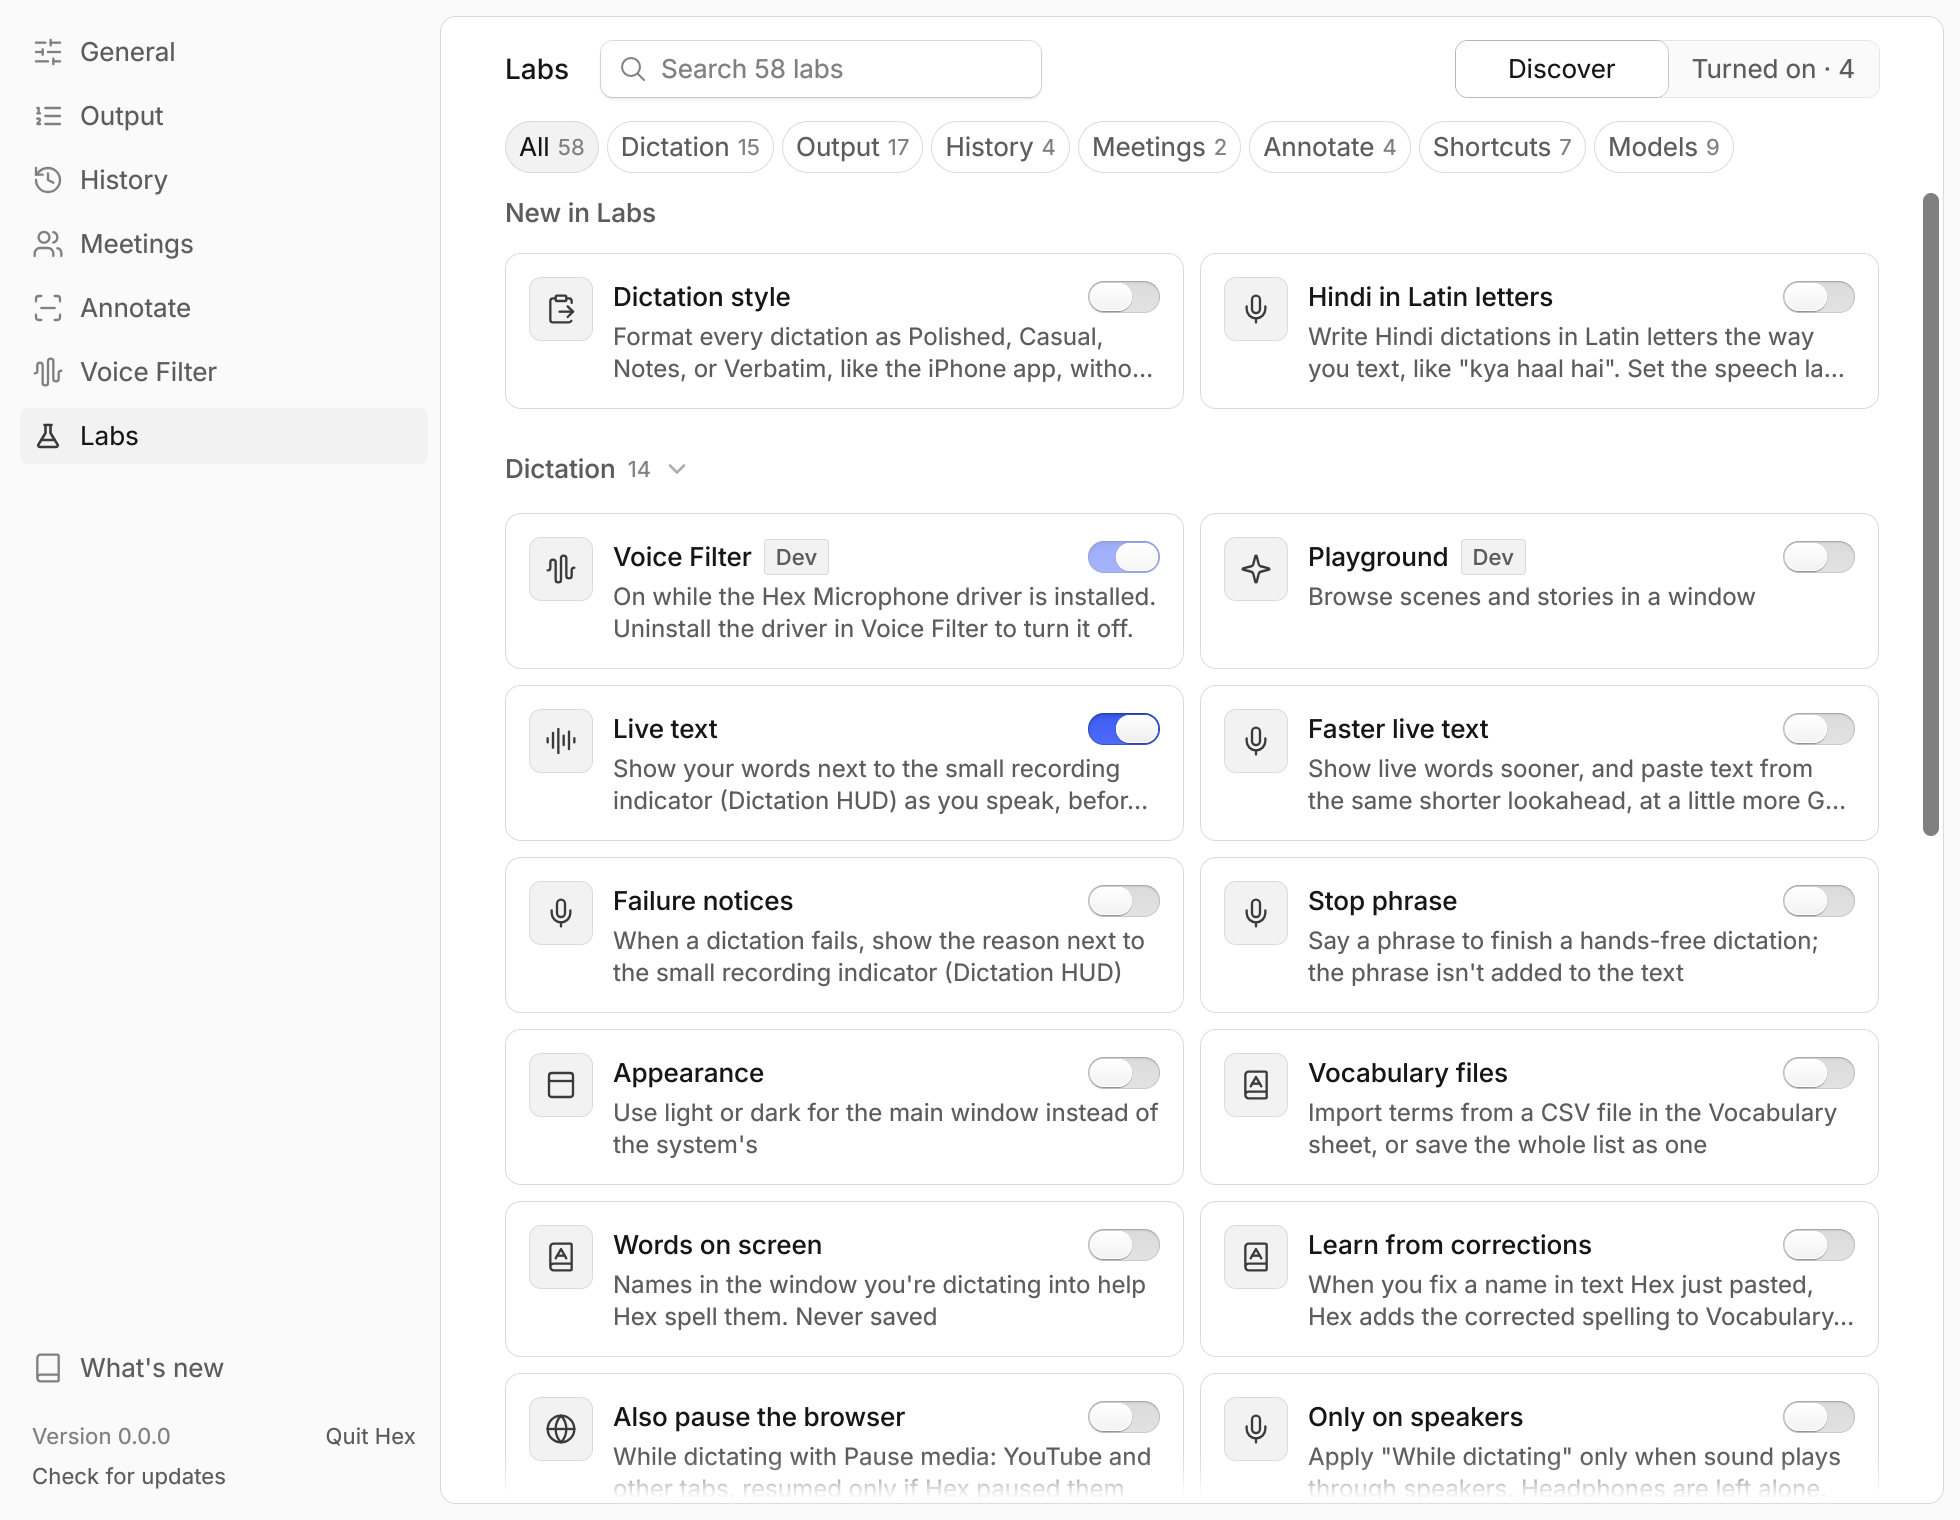 General
Output
History
Meetings
Annotate
Voice Filter
Labs
What's new
Version 0.0.0
Quit Hex
Check for updates
Labs
Search 58 labs
Discover
Turned on · 4
All 58
Dictation 15
Output 17
History 4
Meetings 2
Annotate 4
Shortcuts 7
Models 9
New in Labs
Dictation style
Format every dictation as Polished, Casual,
Notes, or Verbatim, like the iPhone app, witho...
Hindi in Latin letters
Write Hindi dictations in Latin letters the way
you text, like "kya haal hai". Set the speech la...
Dictation 14
Voice Filter Dev
On while the Hex Microphone driver is installed.
Uninstall the driver in Voice Filter to turn it off.
Playground Dev
Browse scenes and stories in a window
Live text
Show your words next to the small recording
indicator (Dictation HUD) as you speak, befor...
Faster live text
Show live words sooner, and paste text from
the same shorter lookahead, at a little more G...
Failure notices
When a dictation fails, show the reason next to
the small recording indicator (Dictation HUD)
Stop phrase
Say a phrase to finish a hands-free dictation;
the phrase isn't added to the text
Appearance
Use light or dark for the main window instead of
the system's
Vocabulary files
Import terms from a CSV file in the Vocabulary
sheet, or save the whole list as one
Words on screen
Names in the window you're dictating into help
Hex spell them. Never saved
Learn from corrections
When you fix a name in text Hex just pasted,
Hex adds the corrected spelling to Vocabulary...
Also pause the browser
While dictating with Pause media: YouTube and
other tabs, resumed only if Hex paused them
Only on speakers
Apply "While dictating" only when sound plays
through speakers. Headphones are left alone.